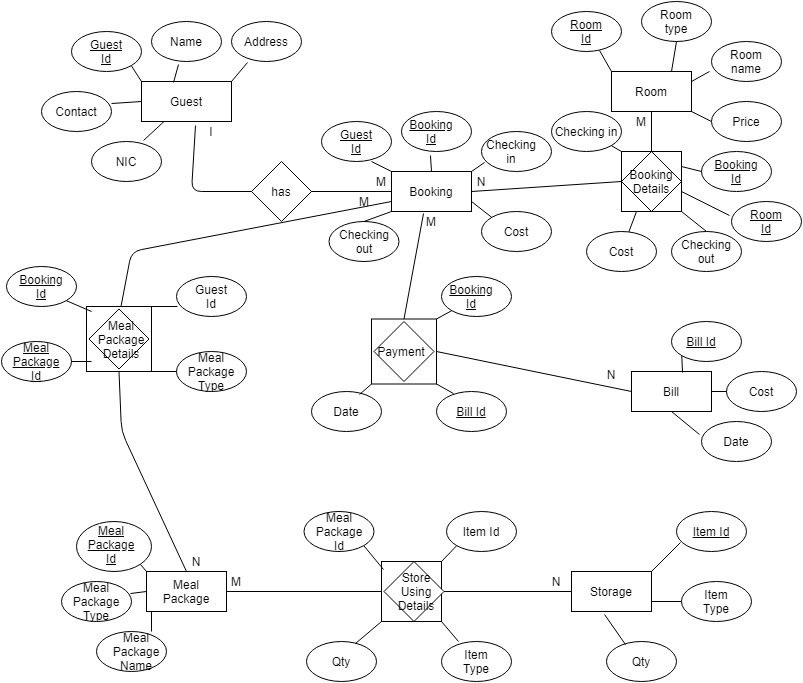 Guest
Id
Name
Address
Contact
Guest
NIC
I
has
M
M
Guest
Id
Booking
Id
Checking
in
Booking
N
Checking
out
M
Cost
Room
Id
Room
type
Room
name
Room
Price
M
Checking in
Booking
Details
Booking
Id
Room
Id
Cost
Checking
out
Booking
Id
Guest
Id
Meal
Package
Details
Meal
Package
Id
Meal
Package
Type
Booking
Id
Payment
Date
Bill Id
N
Bill Id
Bill
Cost
Date
N
Meal
Package
Id
Meal
Package
Type
Meal
Package
Name
Meal
Package
M
Meal
Package
Id
Item Id
Store
Using
Details
Qty
Item
Type
N
Storage
Item Id
Item
Type
Qty